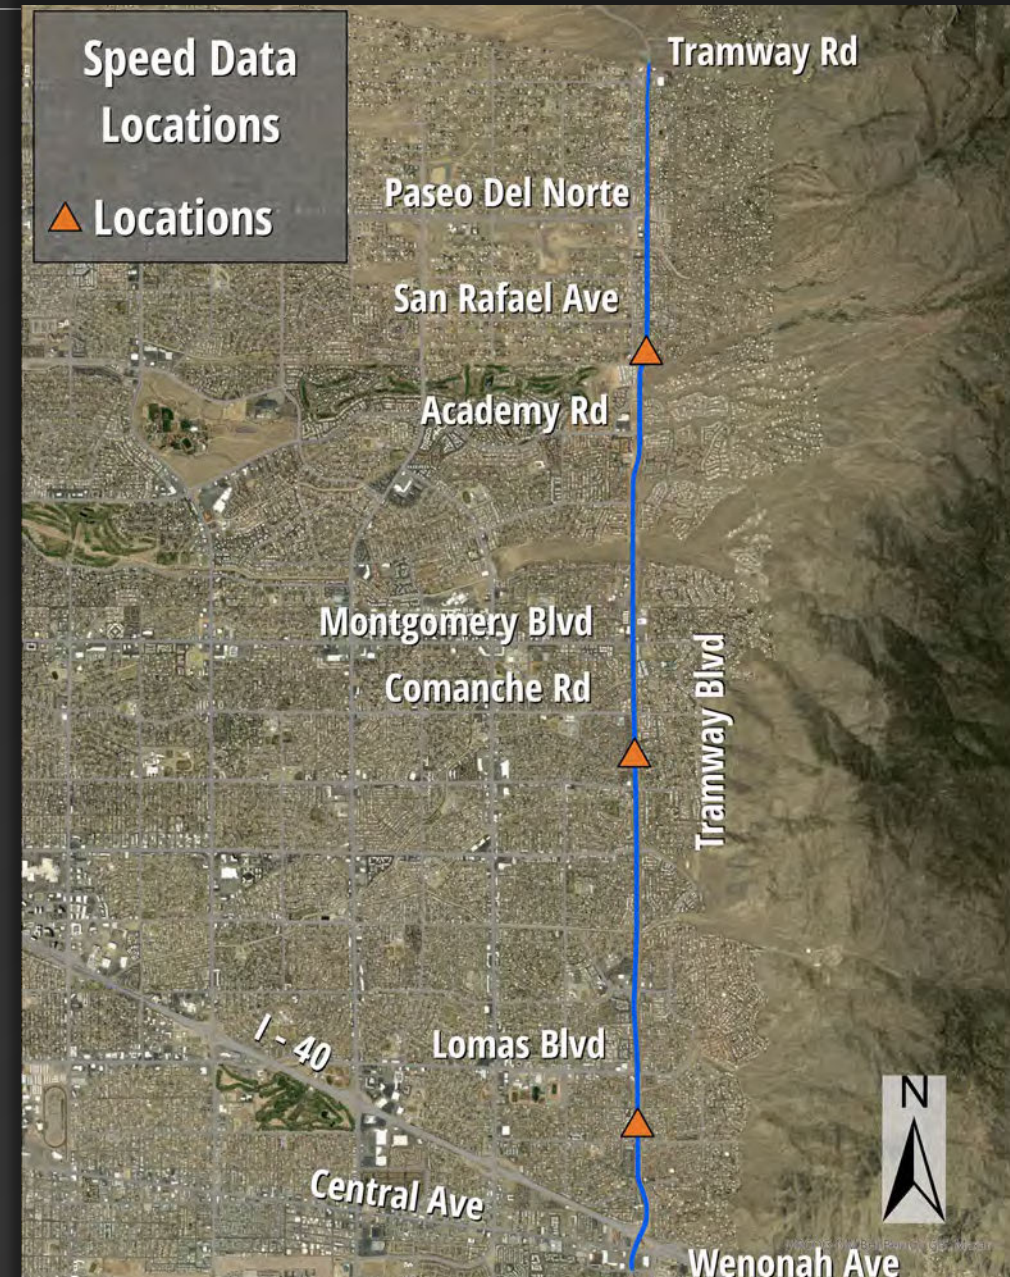 Speed Data
Locations
Locations
Tramway Rd
Paseo Del Norte
San Rafael Ave
Academy Rd
Montgomery Blvd
Comanche Rd
Tramway Blvd
I - 40
Lomas Blvd
N
Central Ave
Wenonah Ave